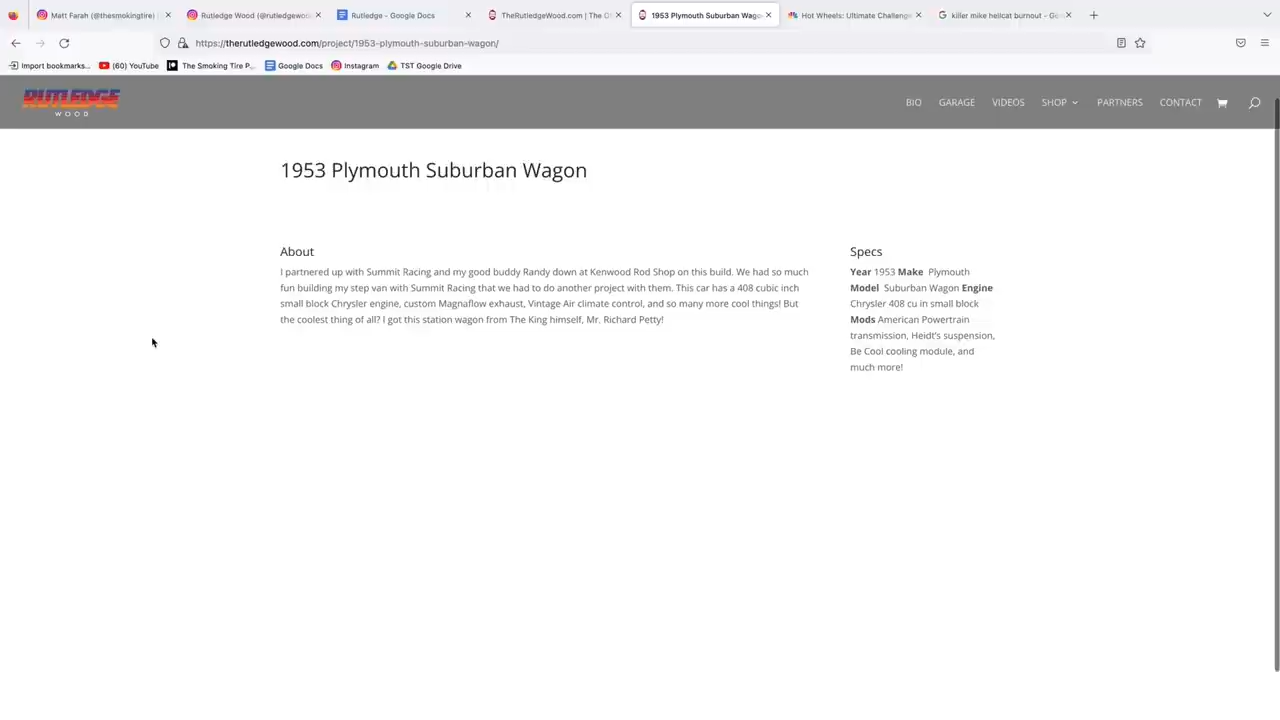 Matt Farah (@thesmokingtire)
Rutledge Wood (@rutledgewo
Rutledge - Google Docs
TheRutledgeWood.com | The O
1953 Plymouth Suburban Wago
Hot Wheels: Ultimate Challenge
killer mike hellcat burnout - Go
https://therutledgewood.com/project/1953-plymouth-suburban-wagon/
Import bookmarks...
(60) YouTube
The Smoking Tire P...
Google Docs
Instagram
TST Google Drive
RUTLEDGE
WOOD
BIO
GARAGE
VIDEOS
SHOP
PARTNERS
CONTACT
1953 Plymouth Suburban Wagon
About
I partnered up with Summit Racing and my good buddy Randy down at Kenwood Rod Shop on this build. We had so much
fun building my step van with Summit Racing that we had to do another project with them. This car has a 408 cubic inch
small block Chrysler engine, custom Magnaflow exhaust, Vintage Air climate control, and so many more cool things! But
the coolest thing of all? I got this station wagon from The King himself, Mr. Richard Petty!
Specs
Year 1953 Make Plymouth
Model Suburban Wagon Engine
Chrysler 408 cu in small block
Mods American Powertrain
transmission, Heidt's suspension,
Be Cool cooling module, and
much more!